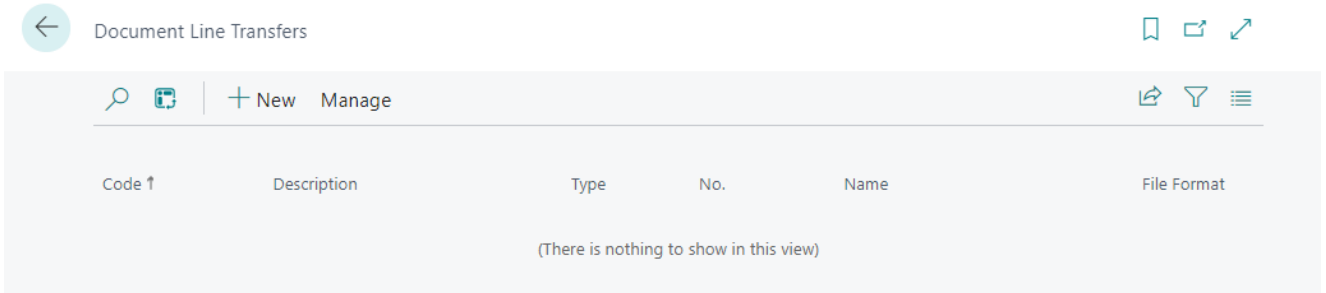 Document Line Transfers
New Manage
Code Description Type No. Name File Format
(There is nothing to show in this view)